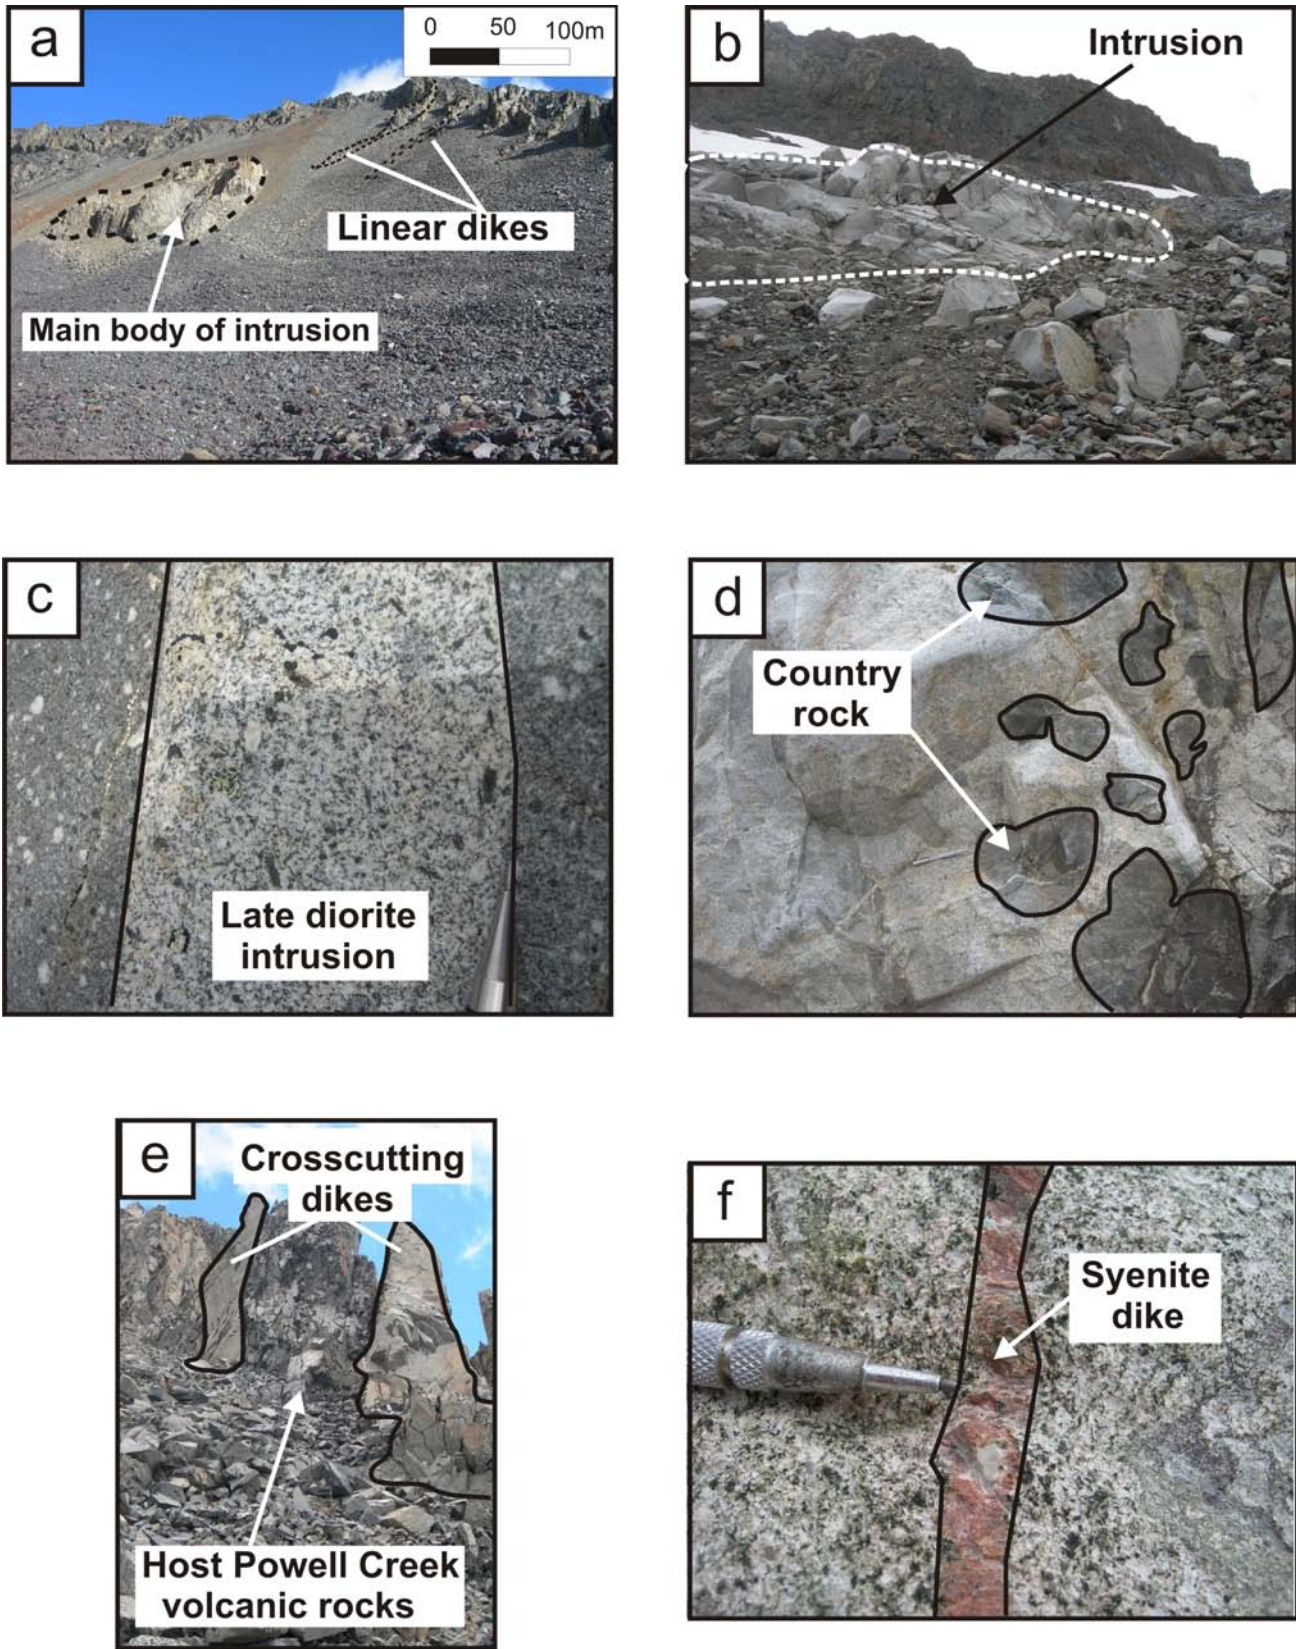 a
0 50 100m
Linear dikes
Main body of intrusion
b
Intrusion
c
Late diorite
intrusion
d
Country
rock
e
Crosscutting
dikes
Host Powell Creek
volcanic rocks
f
Syenite
dike